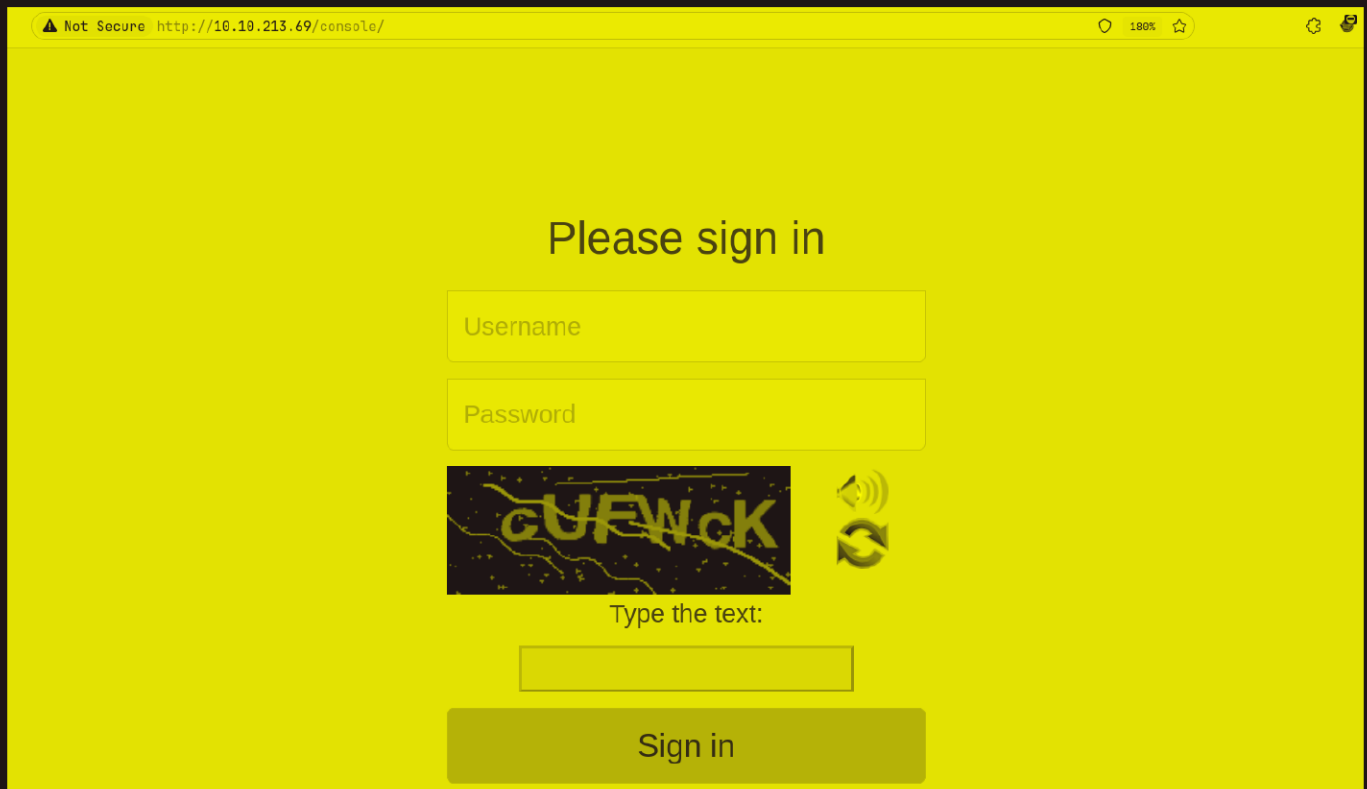 Not Secure http://10.10.213.69/console/ 180%
Please sign in
Username
Password
cUFWcK
Type the text:
Sign in